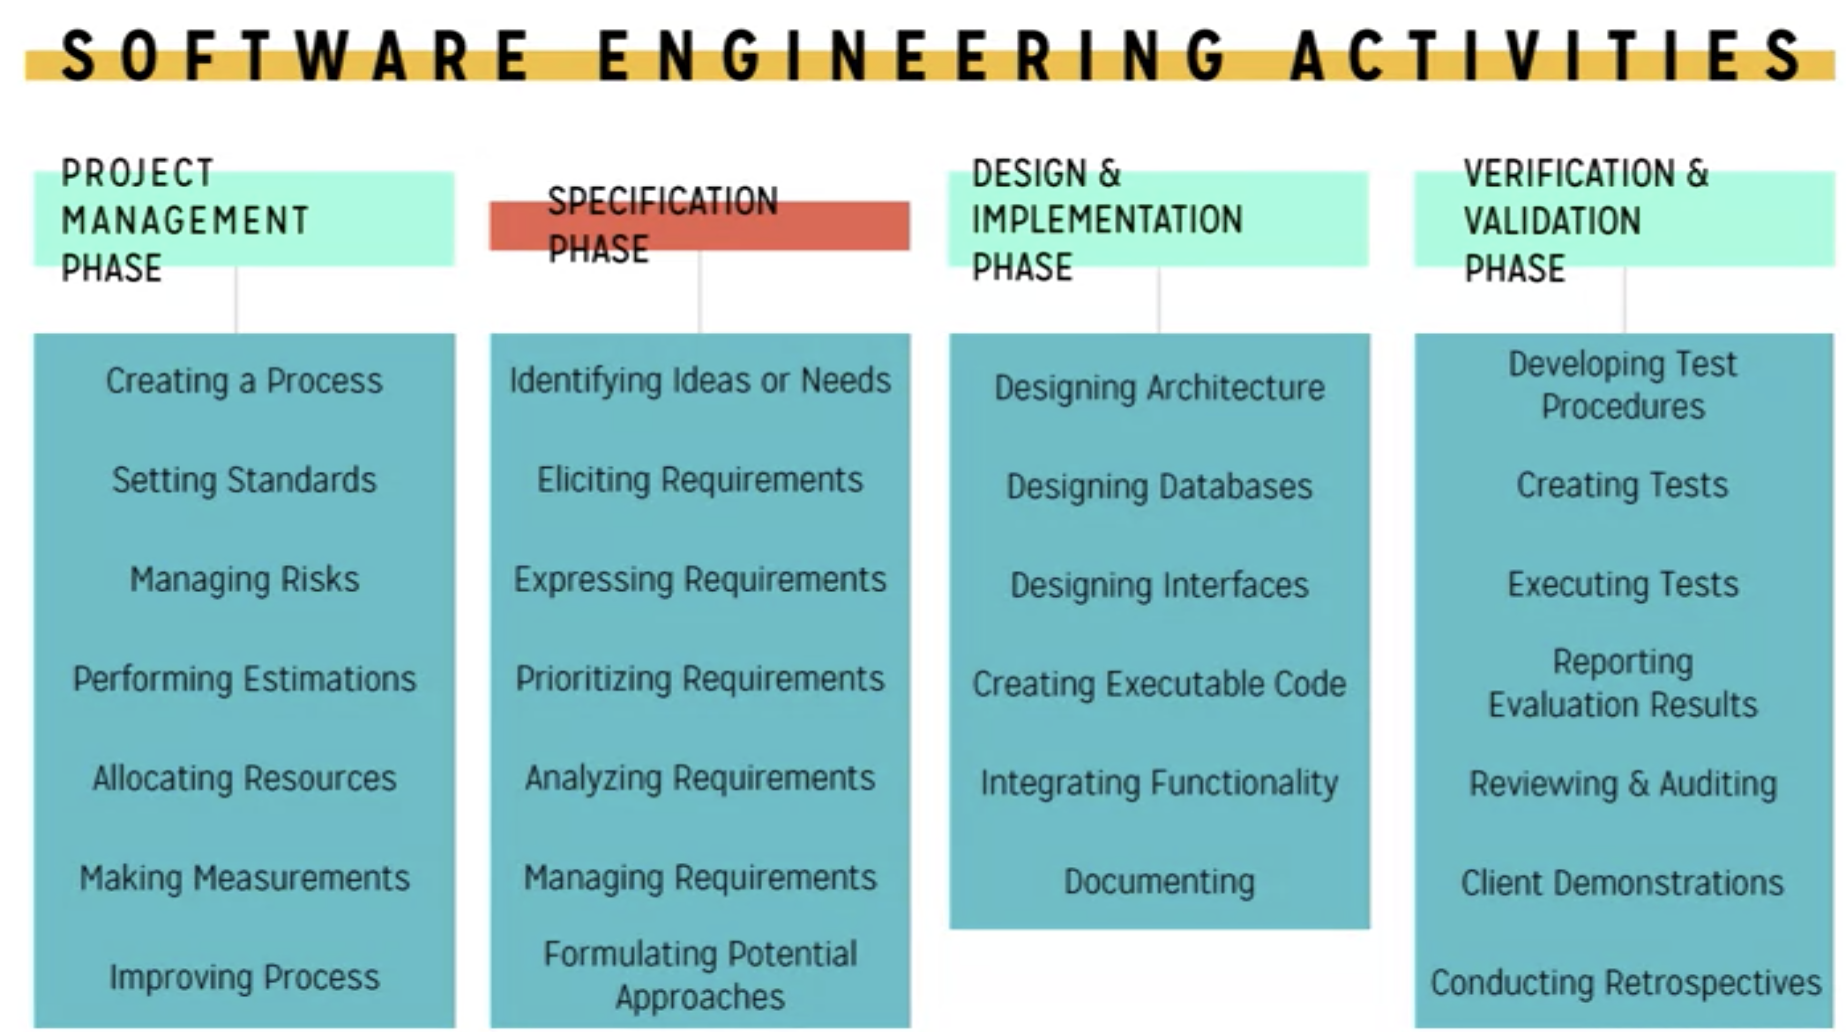 SOFTWARE ENGINEERING ACTIVITIES
PROJECT
MANAGEMENT
PHASE
Creating a Process
Setting Standards
Managing Risks
Performing Estimations
Allocating Resources
Making Measurements
Improving Process
SPECIFICATION
PHASE
Identifying Ideas or Needs
Eliciting Requirements
Expressing Requirements
Prioritizing Requirements
Analyzing Requirements
Managing Requirements
Formulating Potential
Approaches
DESIGN &
IMPLEMENTATION
PHASE
Designing Architecture
Designing Databases
Designing Interfaces
Creating Executable Code
Integrating Functionality
Documenting
VERIFICATION &
VALIDATION
PHASE
Developing Test
Procedures
Creating Tests
Executing Tests
Reporting
Evaluation Results
Reviewing & Auditing
Client Demonstrations
Conducting Retrospectives